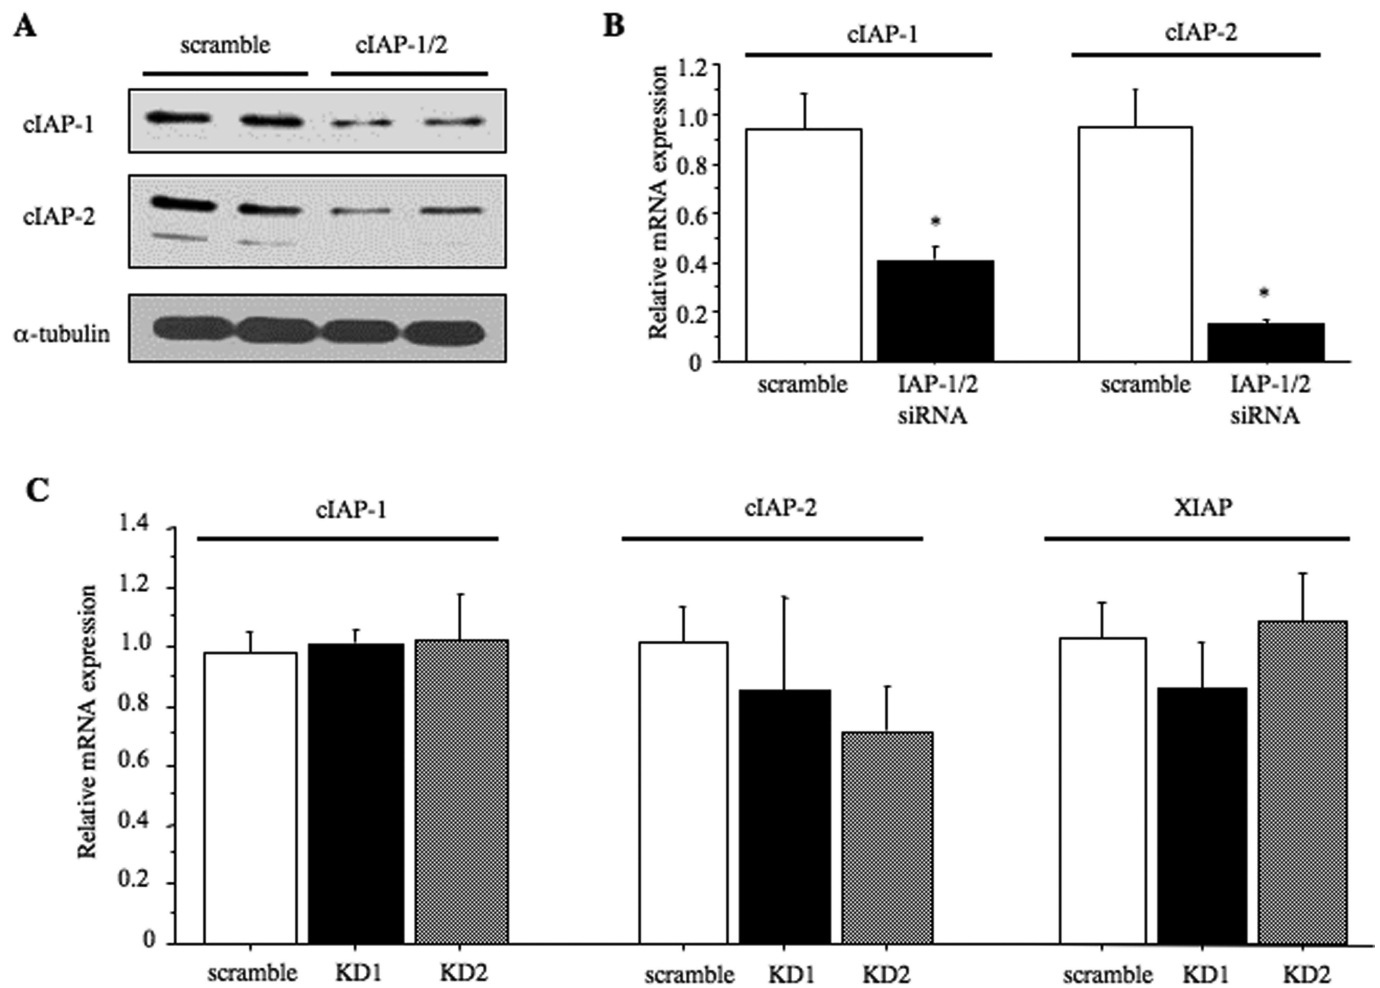 A
scramble
cIAP-1/2
cIAP-1
cIAP-2
α-tubulin
B
cIAP-1
cIAP-2
Relative mRNA expression
1.2
1.0
0.8
0.6
0.4
0.2
0
*
*
scramble
IAP-1/2
siRNA
scramble
IAP-1/2
siRNA
C
cIAP-1
cIAP-2
XIAP
Relative mRNA expression
1.4
1.2
1.0
0.8
0.6
0.4
0.2
0
scramble
KD1
KD2
scramble
KD1
KD2
scramble
KD1
KD2